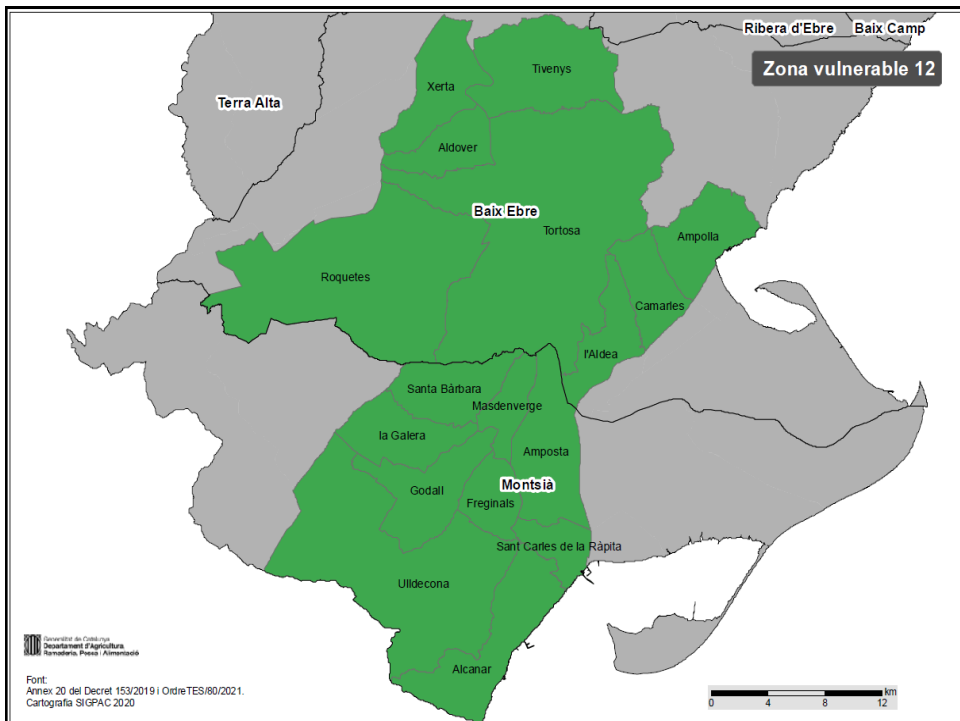 Ribera d'Ebre
Baix Camp
Zona vulnerable 12
Terra Alta
Tivenys
Xerta
Aldover
Baix Ebre
Tortosa
Ampolla
Roquetes
Camarles
l'Aldea
Santa Bàrbara
Masdenverge
la Galera
Amposta
Godall
Montsià
Freginals
Sant Carles de la Ràpita
Ulldecona
Alcanar
Generalitat de Catalunya
Departament d'Agricultura,
Ramaderia, Pesca i Alimentació
Font:
Annex 20 del Decret 153/2019 i OrdreTES/80/2021.
Cartografia SIGPAC 2020
km
0 4 8 12